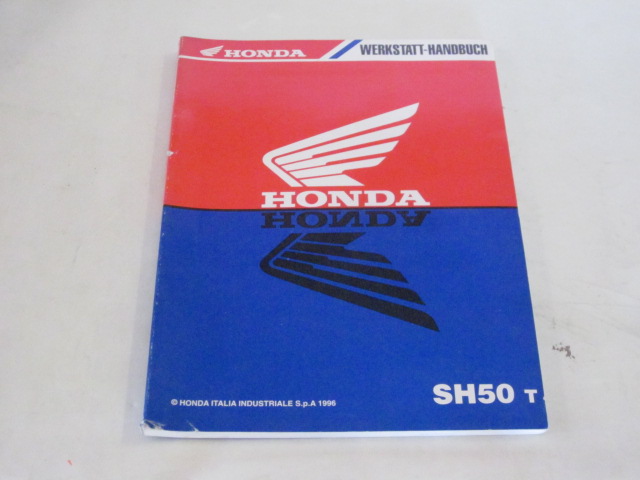 HONDA
WERKSTATT-HANDBUCH
HONDA
HONDA
SH50 T
© HONDA ITALIA INDUSTRIALE S.p.A 1996